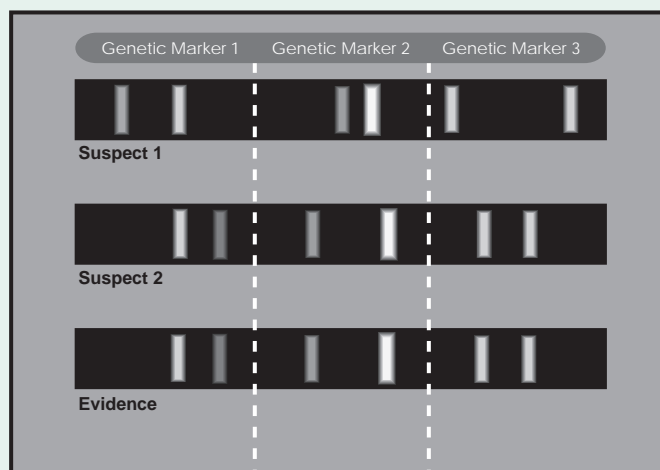 Genetic Marker 1 Genetic Marker 2 Genetic Marker 3
Suspect 1
Suspect 2
Evidence